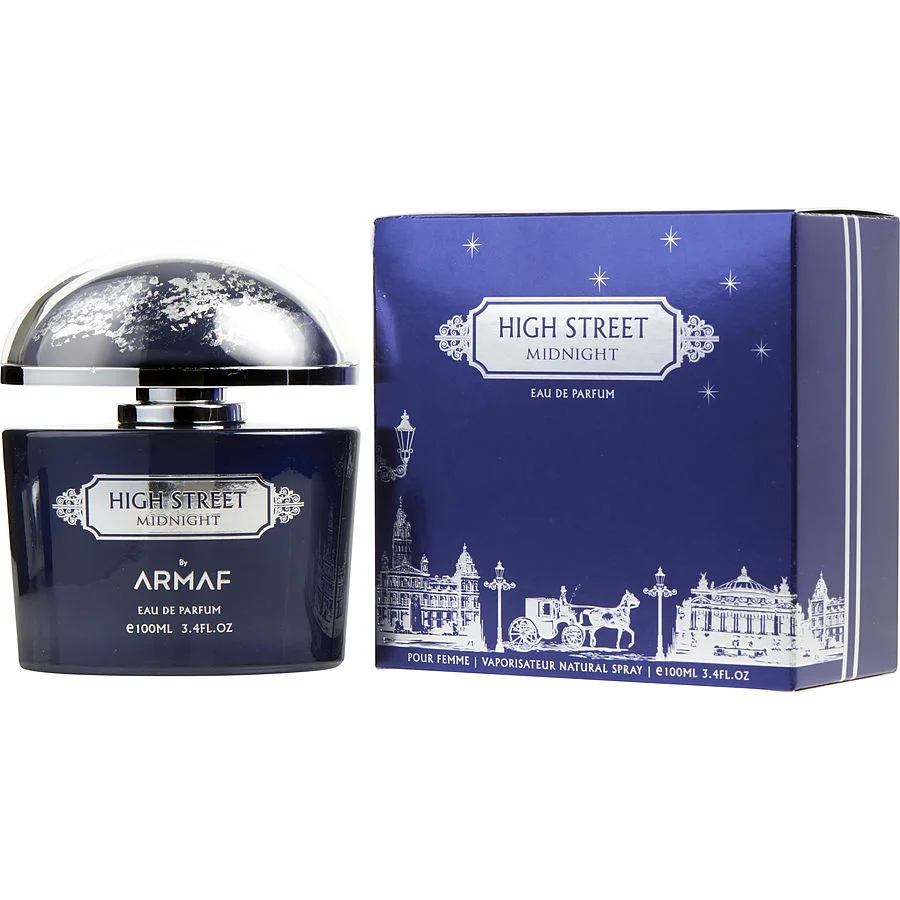 HIGH STREET
MIDNIGHT
By
ARMAF
EAU DE PARFUM
e100ML 3.4FL.OZ
HIGH STREET
MIDNIGHT
EAU DE PARFUM
POUR FEMME | VAPORISATEUR NATURAL SPRAY | e100ML 3.4FL.OZ